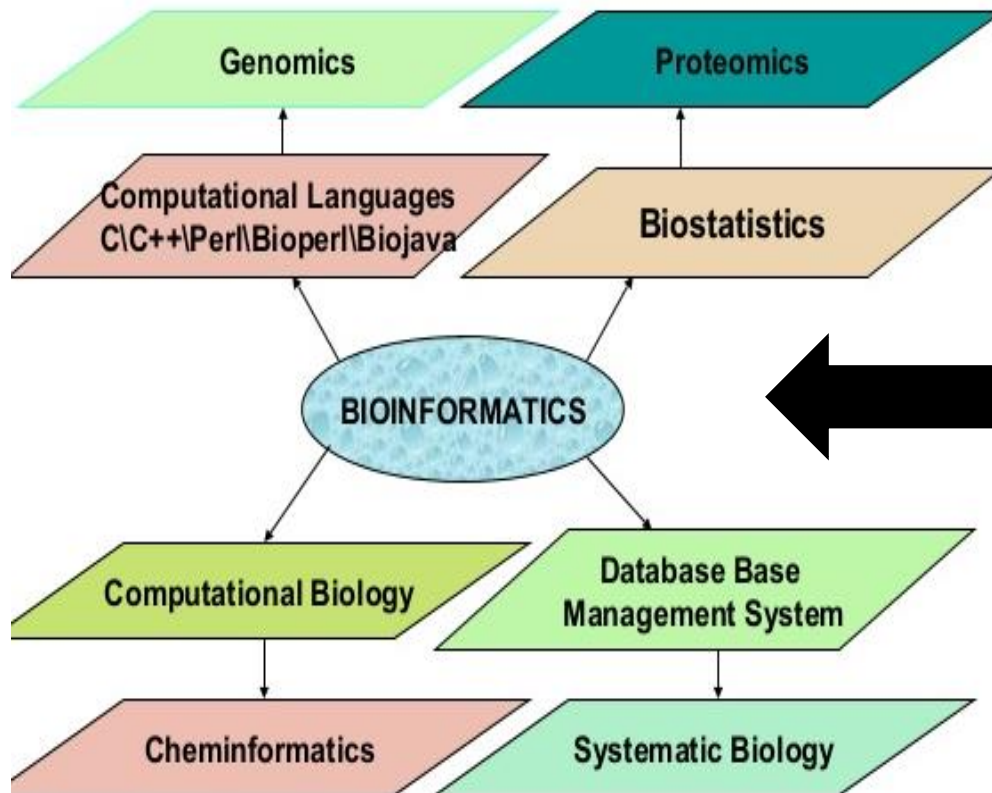 Genomics
Proteomics
Computational Languages
C\C++\Perl\Bioperl\Biojava
Biostatistics
BIOINFORMATICS
Computational Biology
Database Base
Management System
Cheminformatics
Systematic Biology